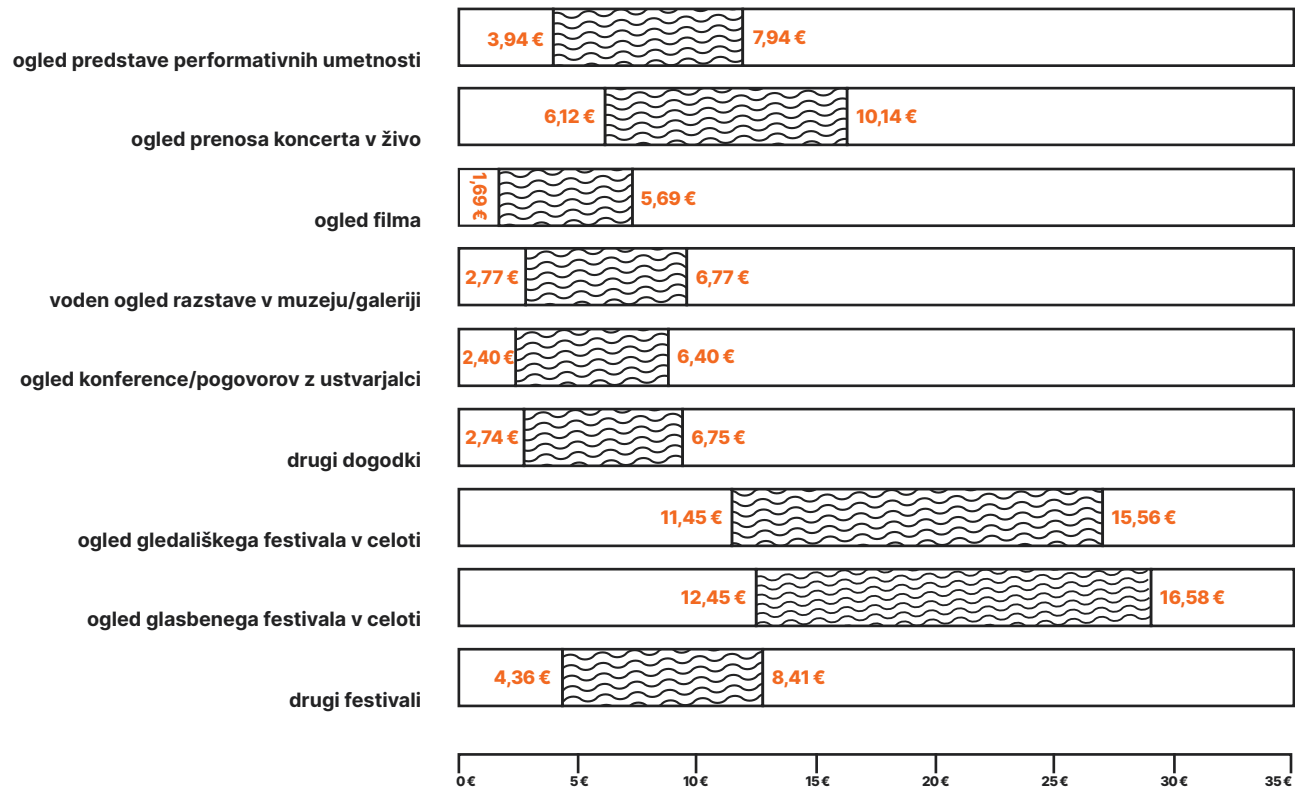 3,94 € 7,94 €
ogled predstave performativnih umetnosti
6,12 € 10,14 €
ogled prenosa koncerta v živo
1,69 € 5,69 €
ogled filma
2,77 € 6,77 €
voden ogled razstave v muzeju/galeriji
2,40 € 6,40 €
ogled konference/pogovorov z ustvarjalci
2,74 € 6,75 €
drugi dogodki
11,45 € 15,56 €
ogled gledališkega festivala v celoti
12,45 € 16,58 €
ogled glasbenega festivala v celoti
4,36 € 8,41 €
drugi festivali
0€ 5€ 10€ 15€ 20€ 25€ 30€ 35€